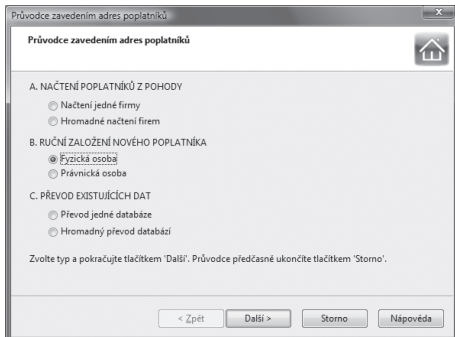 Průvodce zavedením adres poplatníků
Průvodce zavedením adres poplatníků
A. NAČTENÍ POPLATNÍKŮ Z POHODY
Načtení jedné firmy
Hromadné načtení firem
B. RUČNÍ ZALOŽENÍ NOVÉHO POPLATNÍKA
Fyzická osoba
Právnická osoba
C. PŘEVOD EXISTUJÍCÍCH DAT
Převod jedné databáze
Hromadný převod databází
Zvolte typ a pokračujte tlačítkem 'Další'. Průvodce předčasně ukončíte tlačítkem 'Storno'.
< Zpět Další > Storno Nápověda